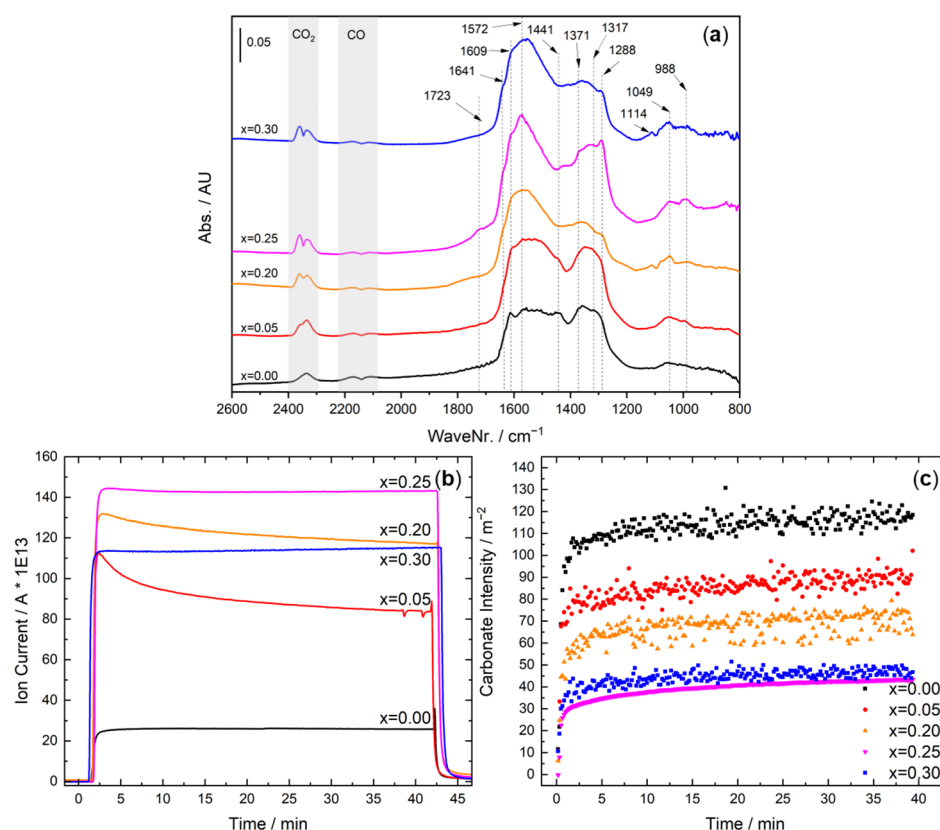 (a)
0.05
CO2
CO
1572
1441
1371
1317
1609
1288
1641
988
1723
1049
1114
x=0.30
x=0.25
x=0.20
x=0.05
x=0.00
Abs. / AU
2600 2400 2200 2000 1800 1600 1400 1200 1000 800
WaveNr. / cm−1
(b)
160
140
120
100
80
60
40
20
0
Ion Current / A * 1E13
x=0.25
x=0.20
x=0.30
x=0.05
x=0.00
0 5 10 15 20 25 30 35 40 45
Time / min
(c)
140
130
120
110
100
90
80
70
60
50
40
30
20
10
0
Carbonate Intensity / m−2
x=0.00
x=0.05
x=0.20
x=0.25
x=0.30
0 5 10 15 20 25 30 35 40
Time / min